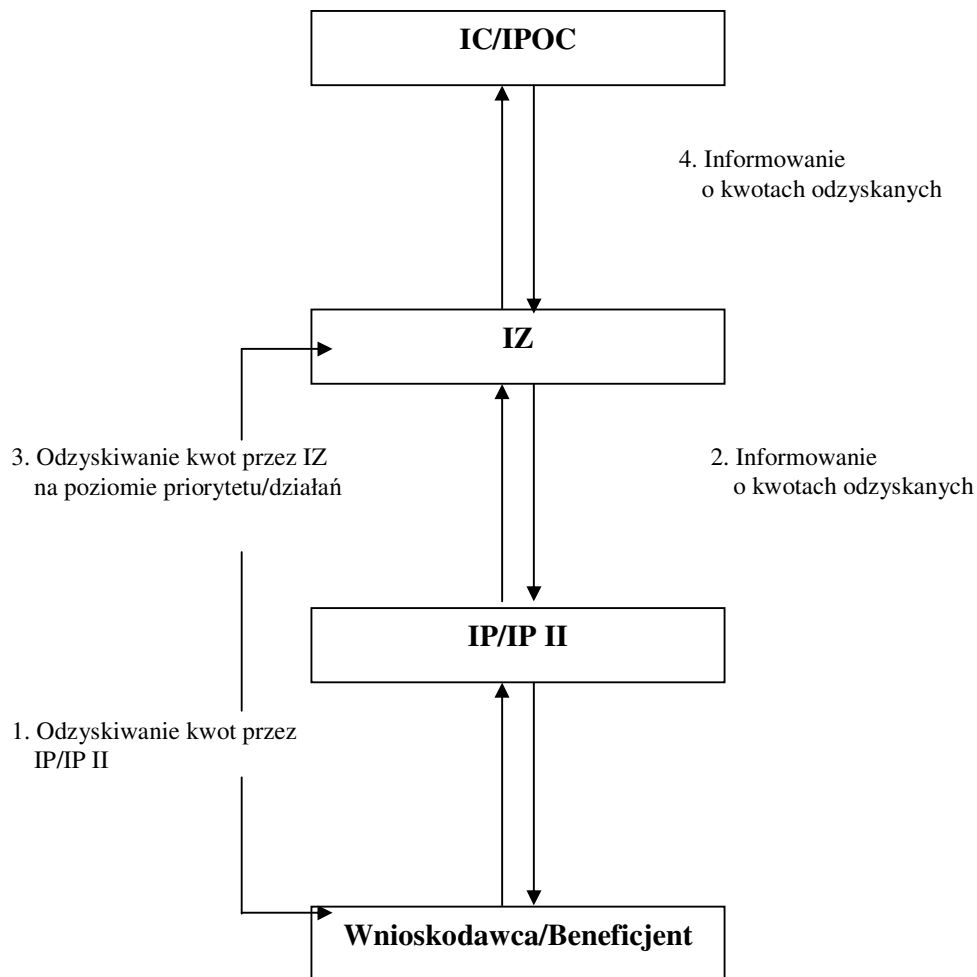 IC/IPOC
4. Informowanie
o kwotach odzyskanych
IZ
3. Odzyskiwanie kwot przez IZ
na poziomie priorytetu/działań
2. Informowanie
o kwotach odzyskanych
IP/IP II
1. Odzyskiwanie kwot przez
IP/IP II
Wnioskodawca/Beneficjent